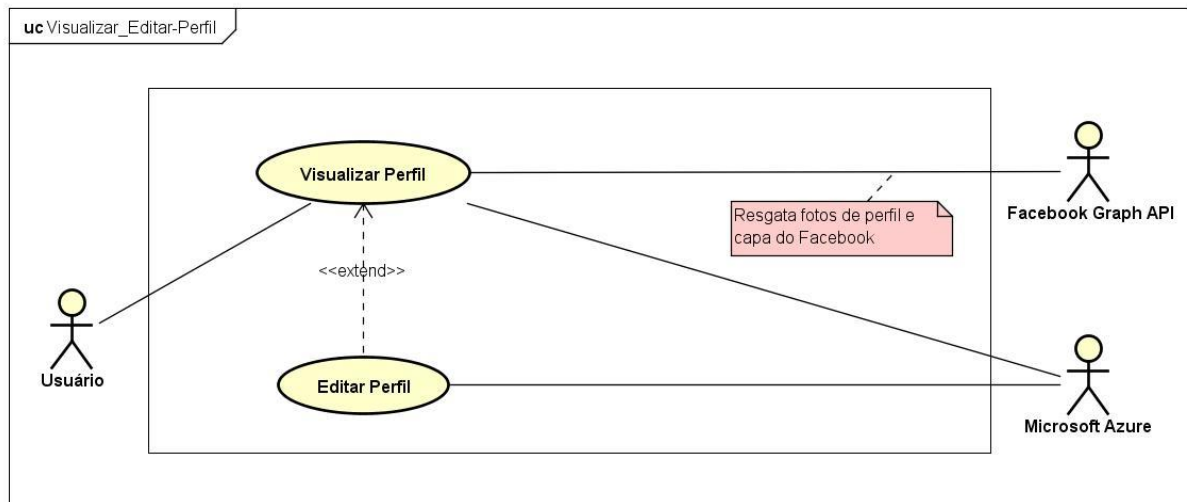 uc Visualizar_Editar-Perfil
Visualizar Perfil
Facebook Graph API
Resgata fotos de perfil e
capa do Facebook
<<extend>>
Usuário
Editar Perfil
Microsoft Azure